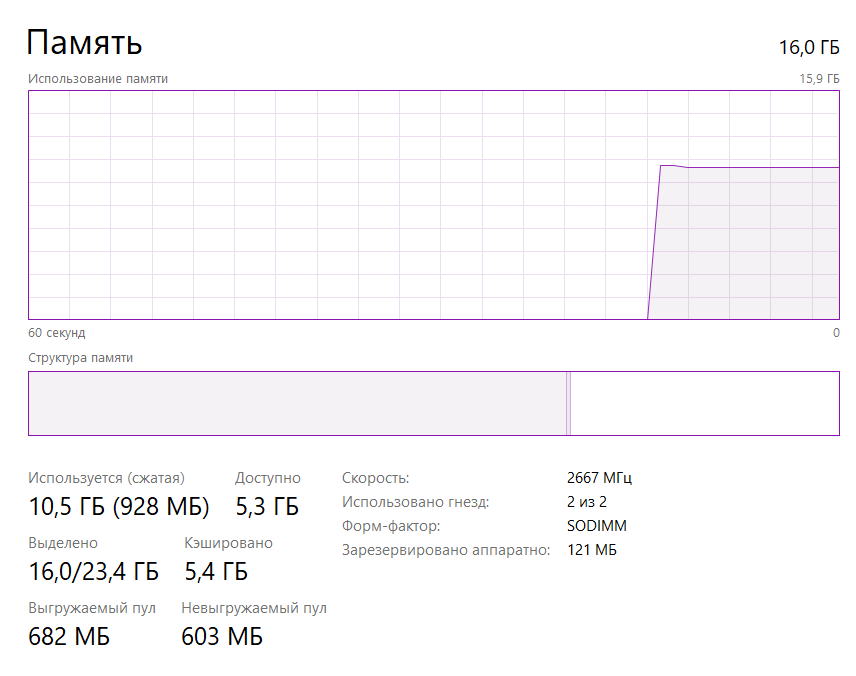 Память
16,0 ГБ
Использование памяти
15,9 ГБ
60 секунд
0
Структура памяти
Используется (сжатая)
10,5 ГБ (928 МБ)
Доступно
5,3 ГБ
Выделено
16,0/23,4 ГБ
Кэшировано
5,4 ГБ
Выгружаемый пул
682 МБ
Невыгружаемый пул
603 МБ
Скорость: 2667 МГц
Использовано гнезд: 2 из 2
Форм-фактор: SODIMM
Зарезервировано аппаратно: 121 МБ